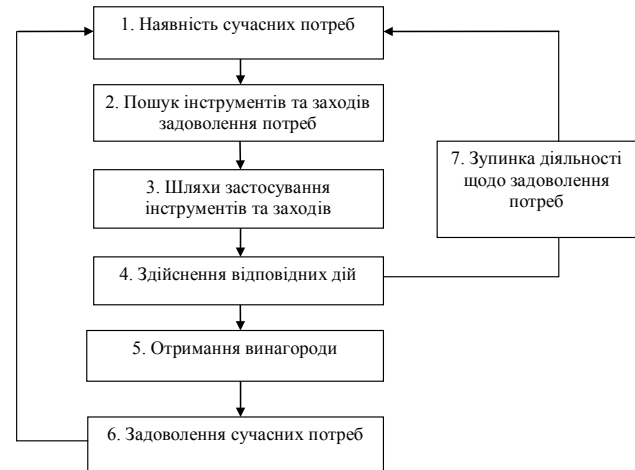 1. Наявність сучасних потреб
2. Пошук інструментів та заходів
задоволення потреб
3. Шляхи застосування
інструментів та заходів
4. Здійснення відповідних дій
5. Отримання винагороди
6. Задоволення сучасних потреб
7. Зупинка діяльності
щодо задоволення
потреб